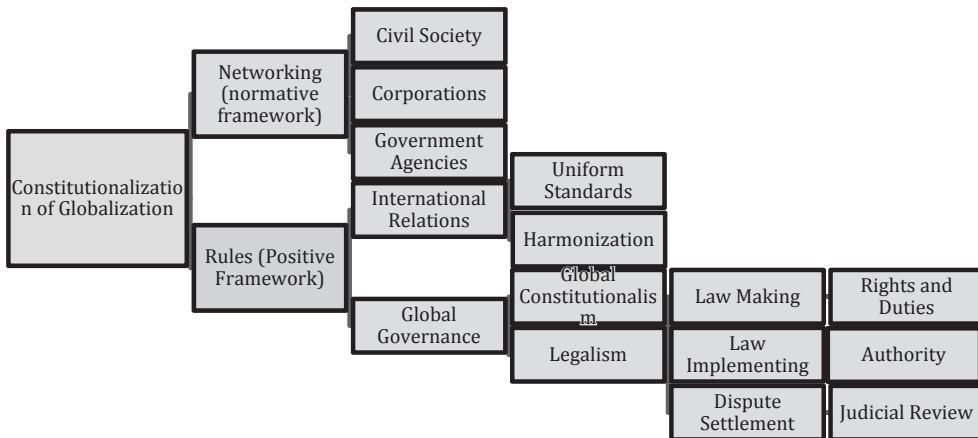 Constitutionalizatio
n of Globalization
Networking
(normative
framework)
Rules (Positive
Framework)
Civil Society
Corporations
Government
Agencies
International
Relations
Global
Governance
Uniform
Standards
Harmonization
Global
Constitutionalis
m
Legalism
Law Making
Law
Implementing
Dispute
Settlement
Rights and
Duties
Authority
Judicial Review